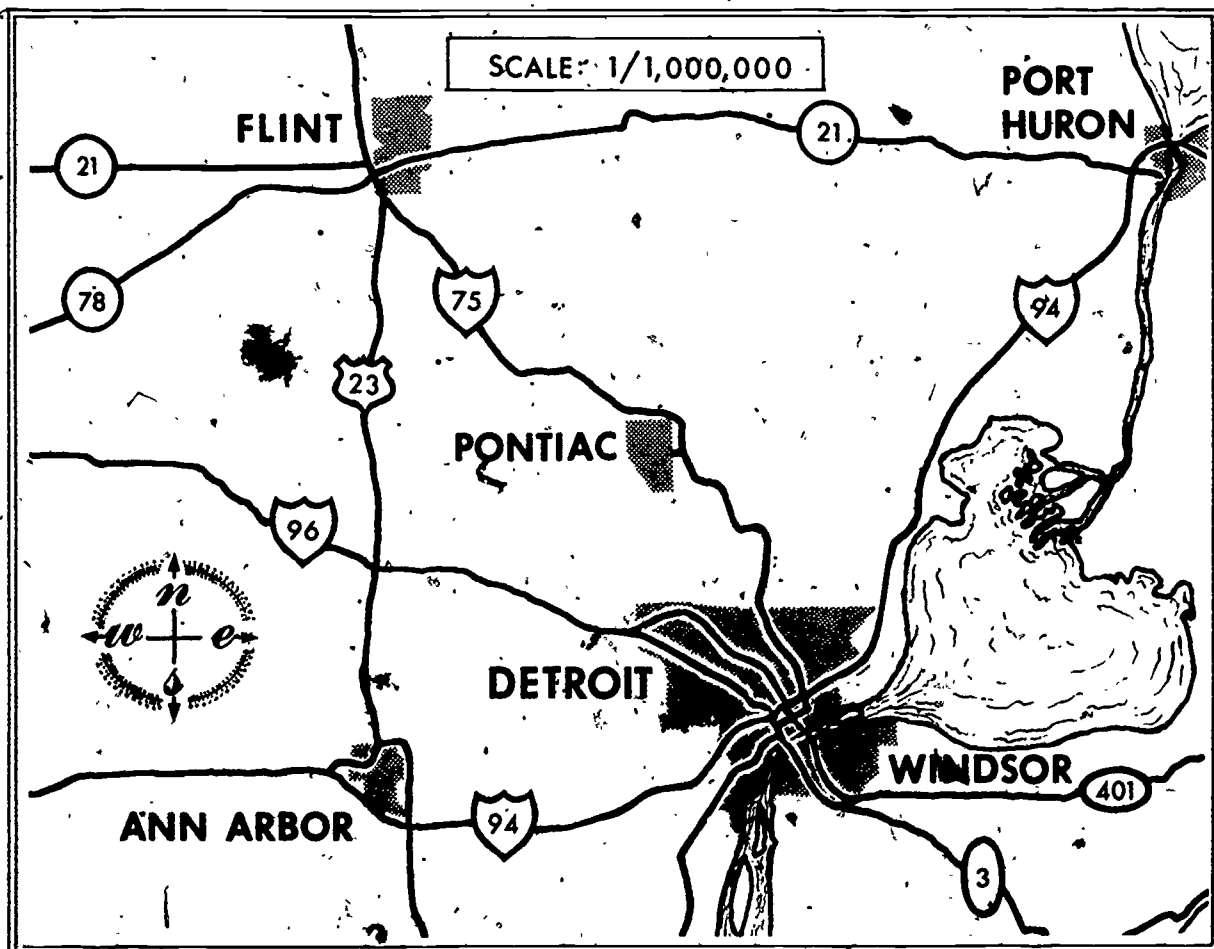 SCALE: 1/1,000,000
PORT
HURON
FLINT
21
21
78
75
94
23
PONTIAC
96
n
w e
s
DETROIT
WINDSOR
401
ANN ARBOR
94
3